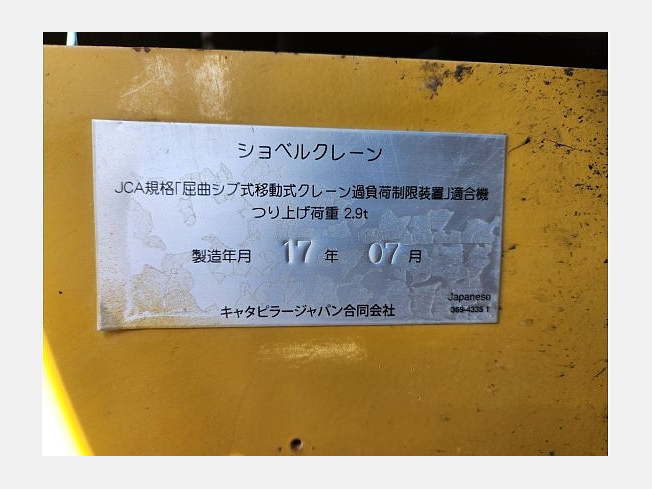 ショベルクレーン
JCA規格「屈曲ジブ式移動式クレーン過負荷制限装置」適合機
つり上げ荷重 2.9t
製造年月 17 年 07 月
キャタピラージャパン合同会社
Japanese
369-4335 1